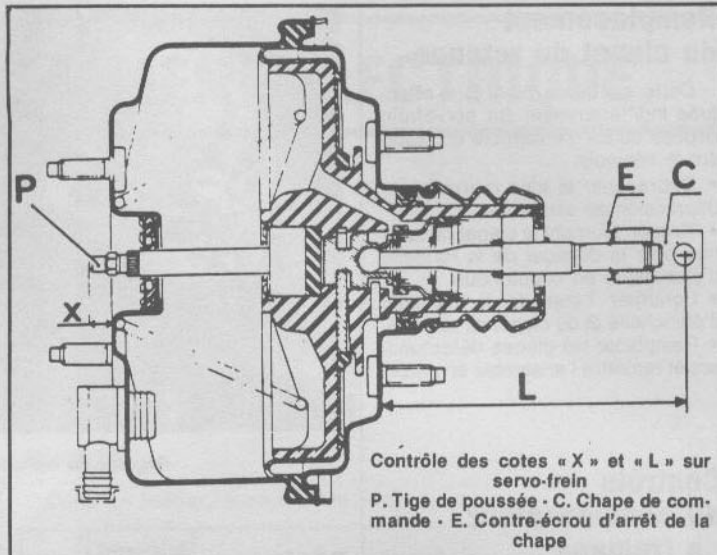 P
E
C
X
L
Contrôle des cotes « X » et « L » sur
servo-frein
P. Tige de poussée · C. Chape de com-
mande · E. Contre-écrou d'arrêt de la
chape